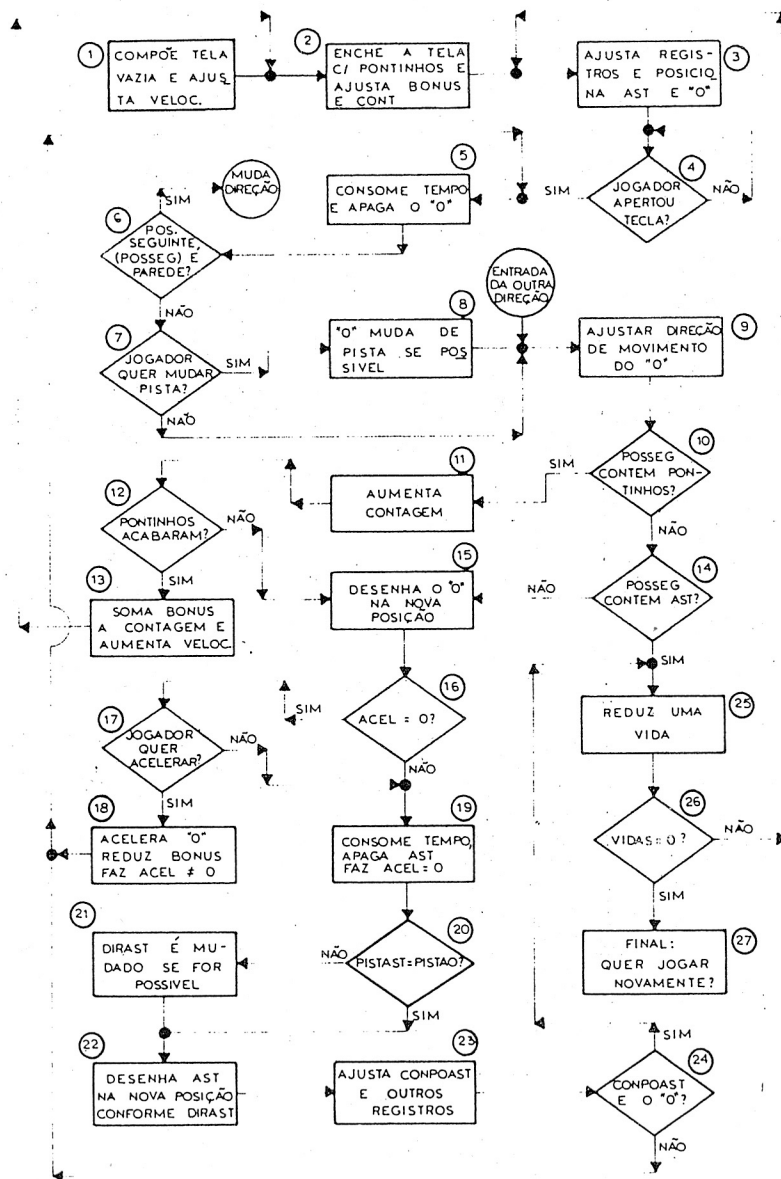 1
COMPÕE TELA
VAZIA E AJUS
TA VELOC.
2
ENCHE A TELA
C/ PONTINHOS E
AJUSTA BONUS
E CONT
3
AJUSTA REGIS-
TROS E POSICIO
NA AST E "O"
4
JOGADOR
APERTOU
TECLA?
SIM
NÃO
5
CONSOME TEMPO
E APAGA O "O"
MUDA
DIREÇÃO
SIM
6
POS.
SEGUINTE,
(POSSEG) É
PAREDE?
NÃO
7
JOGADOR
QUER MUDAR
PISTA?
SIM
NÃO
8
"O" MUDA DE
PISTA SE POS
SIVEL
ENTRADA
DA OUTRA
DIREÇÃO
9
AJUSTAR DIREÇÃO
DE MOVIMENTO
DO "O"
10
POSSEG
CONTEM PON-
TINHOS?
SIM
NÃO
11
AUMENTA
CONTAGEM
12
PONTINHOS
ACABARAM?
NÃO
SIM
13
SOMA BONUS
A CONTAGEM E
AUMENTA VELOC.
14
POSSEG
CONTEM AST?
NÃO
SIM
15
DESENHA O "O"
NA NOVA
POSIÇÃO
16
ACEL = O?
SIM
NÃO
17
JOGADOR
QUER
ACELERAR?
NÃO
SIM
18
ACELERA "O"
REDUZ BONUS
FAZ ACEL ≠ O
19
CONSOME TEMPO,
APAGA AST
FAZ ACEL = O
20
PISTAST=PISTAO?
NÃO
SIM
21
DIRAST É MU-
DADO SE FOR
POSSIVEL
22
DESENHA AST
NA NOVA POSIÇÃO
CONFORME DIRAST
23
AJUSTA CONPOAST
E OUTROS
REGISTROS
24
CONPOAST
E O "O"?
SIM
NÃO
25
REDUZ UMA
VIDA
26
VIDAS = O?
NÃO
SIM
27
FINAL:
QUER JOGAR
NOVAMENTE?